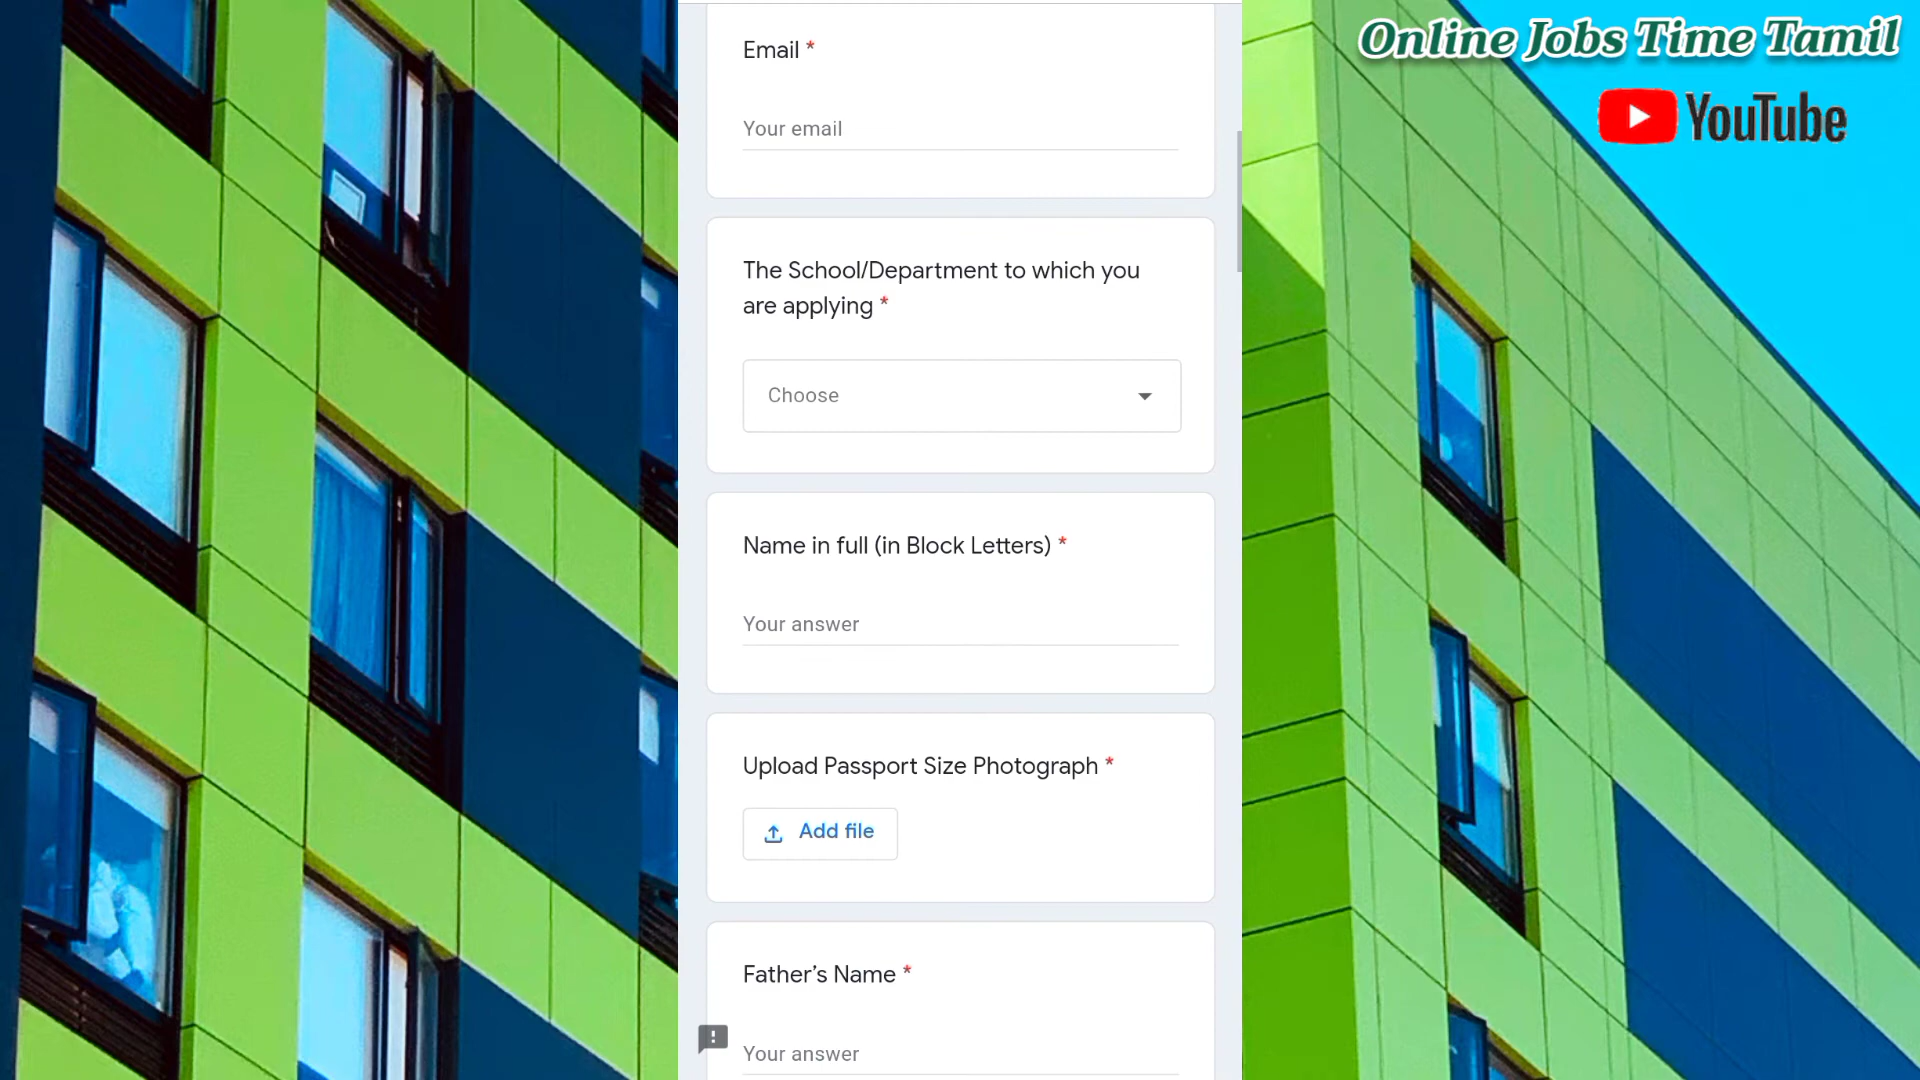 Online Jobs Time Tamil
YouTube
Email *
Your email
The School/Department to which you
are applying *
Choose
Name in full (in Block Letters) *
Your answer
Upload Passport Size Photograph *
Add file
Father’s Name *
Your answer